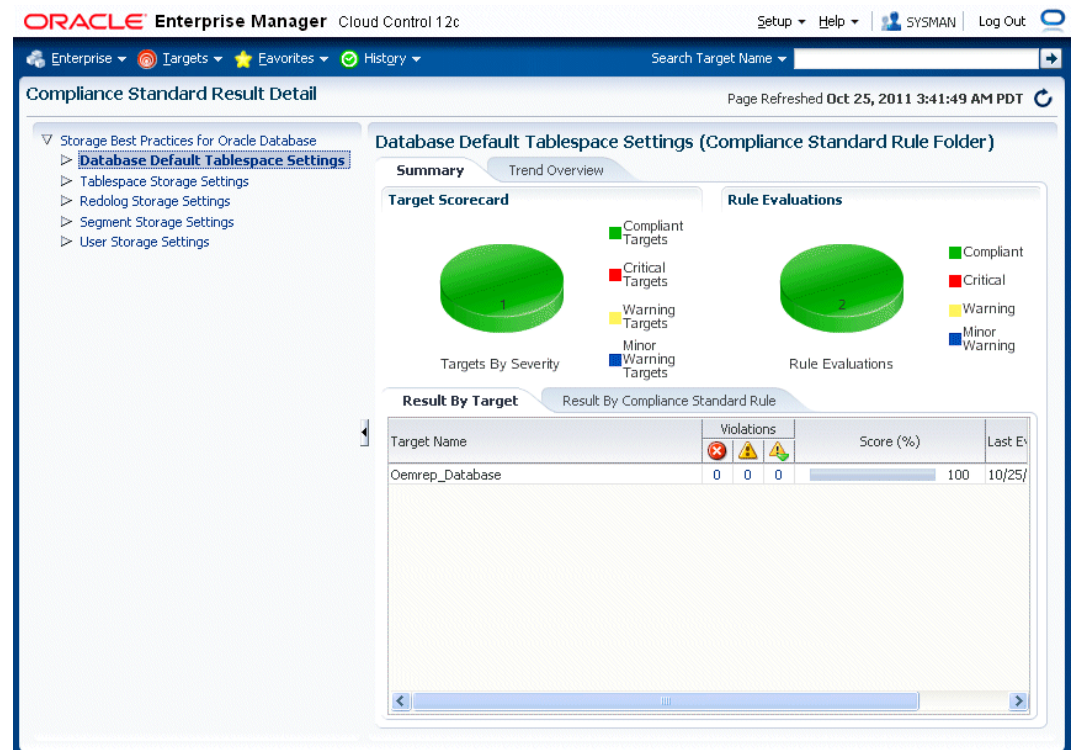 ORACLE Enterprise Manager Cloud Control 12c
Setup Help SYSMAN Log Out
Enterprise Targets Favorites History Search Target Name
Compliance Standard Result Detail
Page Refreshed Oct 25, 2011 3:41:49 AM PDT
Storage Best Practices for Oracle Database
Database Default Tablespace Settings
Tablespace Storage Settings
Redolog Storage Settings
Segment Storage Settings
User Storage Settings
Database Default Tablespace Settings (Compliance Standard Rule Folder)
Summary Trend Overview
Target Scorecard
1
Compliant
Targets
Critical
Targets
Warning
Targets
Minor
Warning
Targets
Targets By Severity
Rule Evaluations
2
Compliant
Critical
Warning
Minor
Warning
Rule Evaluations
Result By Target Result By Compliance Standard Rule
Target Name Violations Score (%) Last Ev
Oemrep_Database 0 0 0 100 10/25/